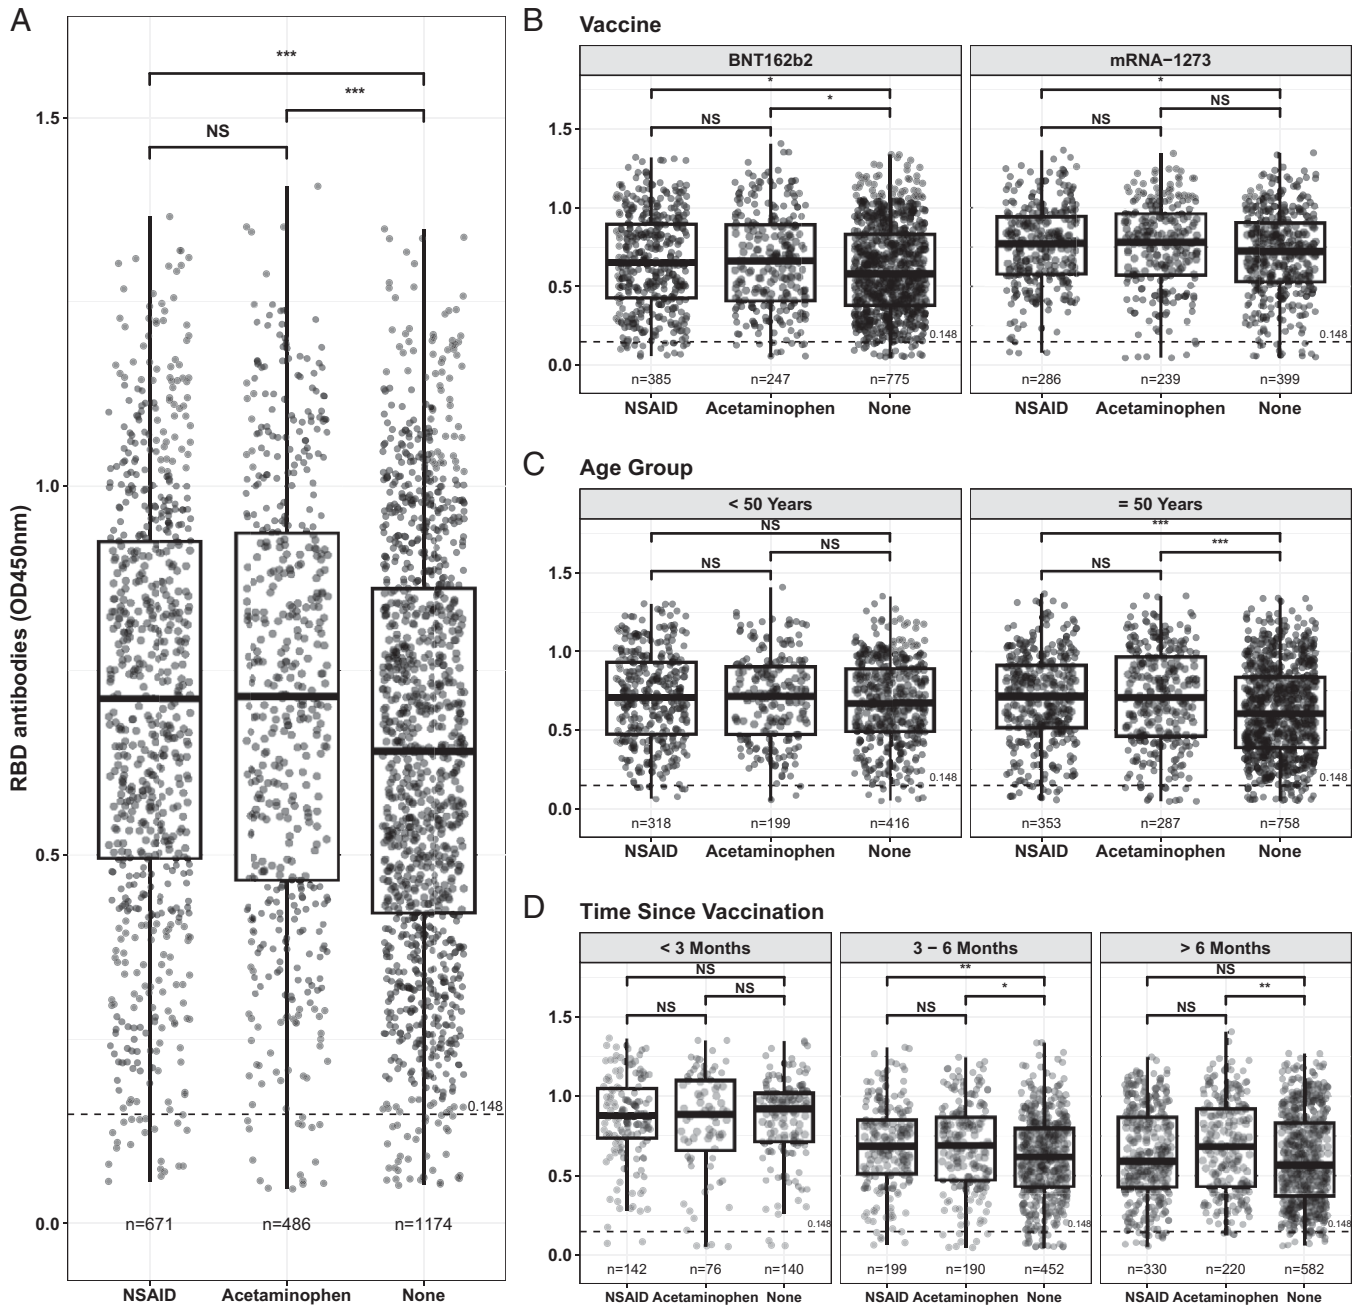 A
***
***
NS
1.5
1.0
0.5
0.0
RBD antibodies (OD450nm)
0.148
n=671 n=486 n=1174
NSAID Acetaminophen None
B Vaccine
BNT162b2 mRNA−1273
* *
* NS
NS NS
1.5
1.0
0.5
0.0
0.148 0.148
n=385 n=247 n=775 n=286 n=239 n=399
NSAID Acetaminophen None NSAID Acetaminophen None
C Age Group
< 50 Years = 50 Years
NS ***
NS ***
NS NS
1.5
1.0
0.5
0.0
0.148 0.148
n=318 n=199 n=416 n=353 n=287 n=758
NSAID Acetaminophen None NSAID Acetaminophen None
D Time Since Vaccination
< 3 Months 3 − 6 Months > 6 Months
NS ** NS
NS * **
NS NS NS
1.5
1.0
0.5
0.0
0.148 0.148 0.148
n=142 n=76 n=140 n=199 n=190 n=452 n=330 n=220 n=582
NSAID Acetaminophen None NSAID Acetaminophen None NSAID Acetaminophen None